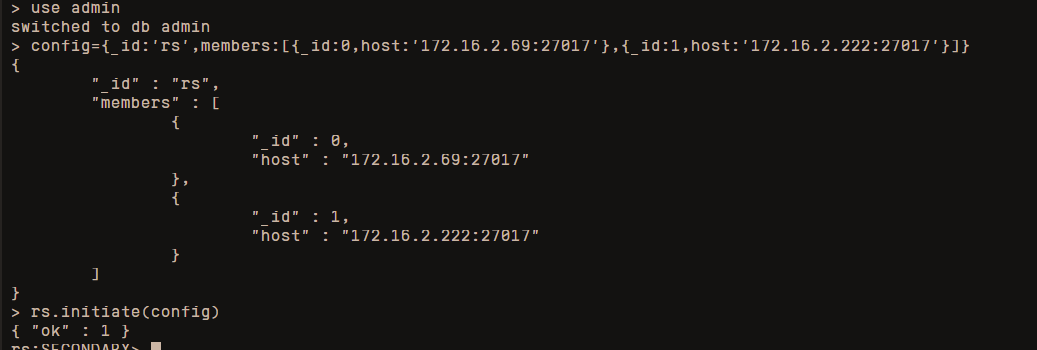 > use admin
switched to db admin
> config={_id:'rs',members:[{_id:0,host:'172.16.2.69:27017'},{_id:1,host:'172.16.2.222:27017'}]}
{
"_id" : "rs",
"members" : [
{
"_id" : 0,
"host" : "172.16.2.69:27017"
},
{
"_id" : 1,
"host" : "172.16.2.222:27017"
}
]
}
> rs.initiate(config)
{ "ok" : 1 }
rs:SECONDARY>